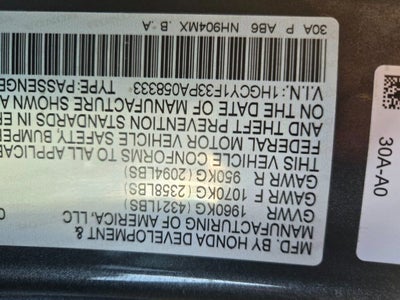 MFD. BY HONDA DEVELOPMENT &
MANUFACTURING OF AMERICA, LLC
0
GVWR 1960KG (4321LBS)
GAWR F 1070KG (2358LBS)
GAWR R 950KG (2094LBS)
THIS VEHICLE CONFORMS TO ALL APPLICA
FEDERAL MOTOR VEHICLE SAFETY, BUMPE
AND THEFT PREVENTION STANDARDS
ON THE DATE OF MANUFACTURE SHOWN A
V.I.N.: 1HGCY1F33PA058333 TYPE:PASSENGE
30A P AB6 NH904MX .B .A
30A-A0